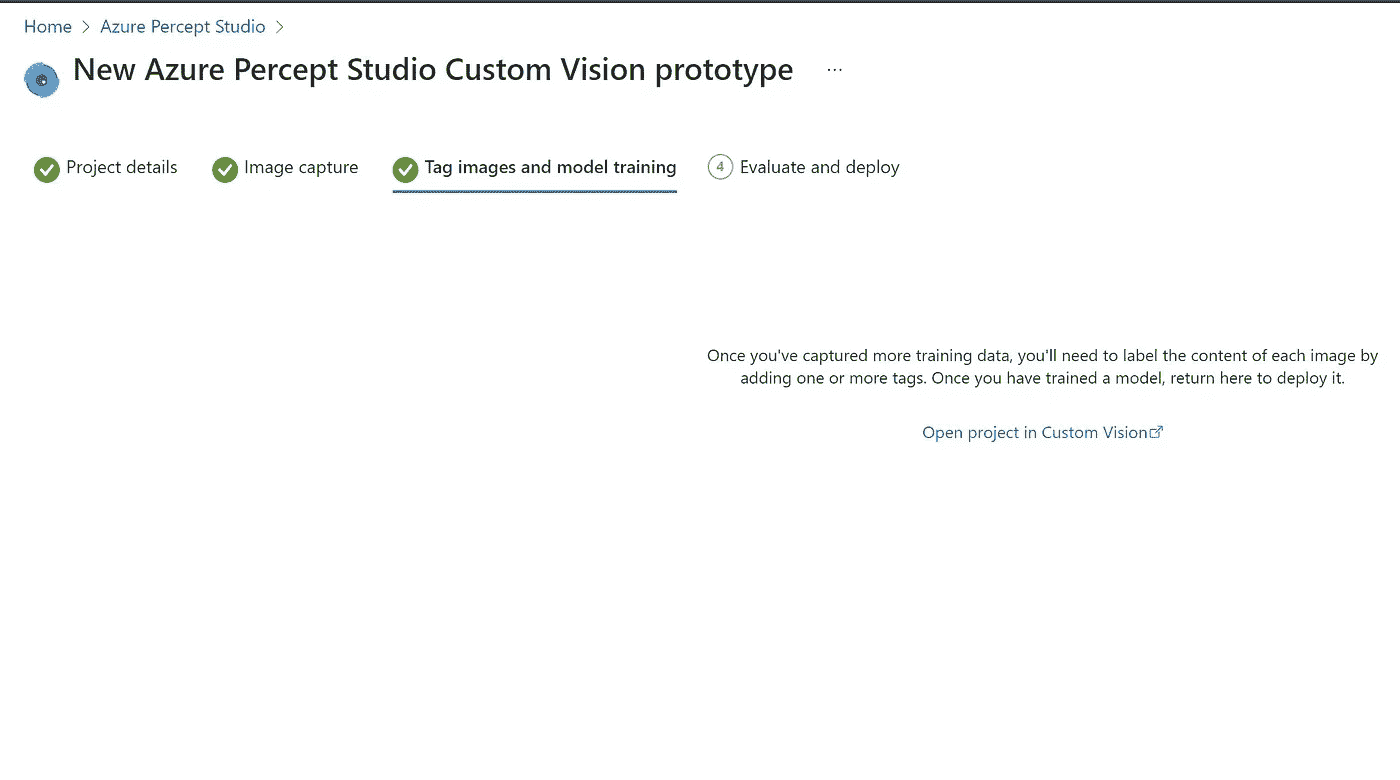 Home > Azure Percept Studio >
New Azure Percept Studio Custom Vision prototype ...
Project details Image capture Tag images and model training 4 Evaluate and deploy
Once you've captured more training data, you'll need to label the content of each image by
adding one or more tags. Once you have trained a model, return here to deploy it.
Open project in Custom Vision